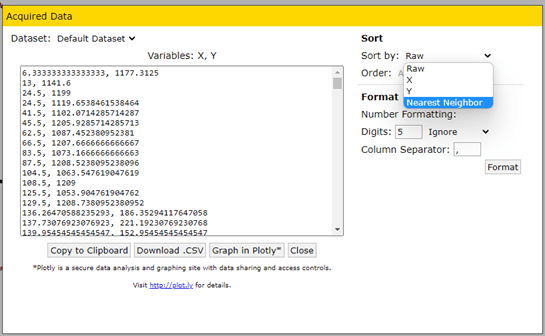 Acquired Data
Dataset: Default Dataset
Variables: X, Y
6.333333333333333, 1177.3125
13, 1141.6
24.5, 1199
24.5, 1119.6538461538464
41.5, 1102.0714285714287
45.5, 1205.9285714285713
62.5, 1087.452380952381
66.5, 1207.6666666666667
83.5, 1073.1666666666663
87.5, 1208.5238095238096
104.5, 1063.547619047619
108.5, 1209
125.5, 1053.904761904762
129.5, 1208.7380952380952
136.26470588235293, 186.35294117647058
137.73076923076923, 221.19230769230768
139.95454545454547, 152.95454545454547
Copy to Clipboard Download .CSV Graph in Plotly* Close
*Plotly is a secure data analysis and graphing site with data sharing and access controls.
Visit http://plot.ly for details.
Sort
Sort by: Raw
Raw
X
Y
Nearest Neighbor
Order: A
Format
Number Formatting:
Digits: 5 Ignore
Column Separator: ,
Format